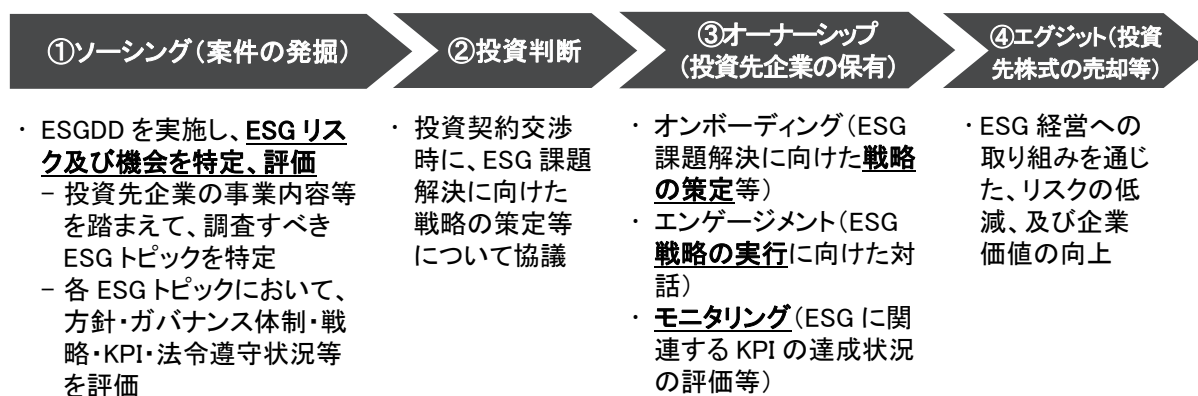 ①ソーシング（案件の発掘）
②投資判断
③オーナーシップ
（投資先企業の保有）
④エグジット（投資
先株式の売却等）
・ ESGDD を実施し、ESG リス
ク及び機会を特定、評価
− 投資先企業の事業内容等
を踏まえて、調査すべき
ESG トピックを特定
− 各 ESG トピックにおいて、
方針・ガバナンス体制・戦
略・KPI・法令遵守状況等
を評価
・ 投資契約交渉
時に、ESG 課題
解決に向けた
戦略の策定等
について協議
・ オンボーディング（ESG
課題解決に向けた戦略
の策定等）
・ エンゲージメント（ESG
戦略の実行に向けた対
話）
・ モニタリング（ESG に関
連する KPI の達成状況
の評価等）
・ESG 経営への
取り組みを通じ
た、リスクの低
減、及び企業
価値の向上